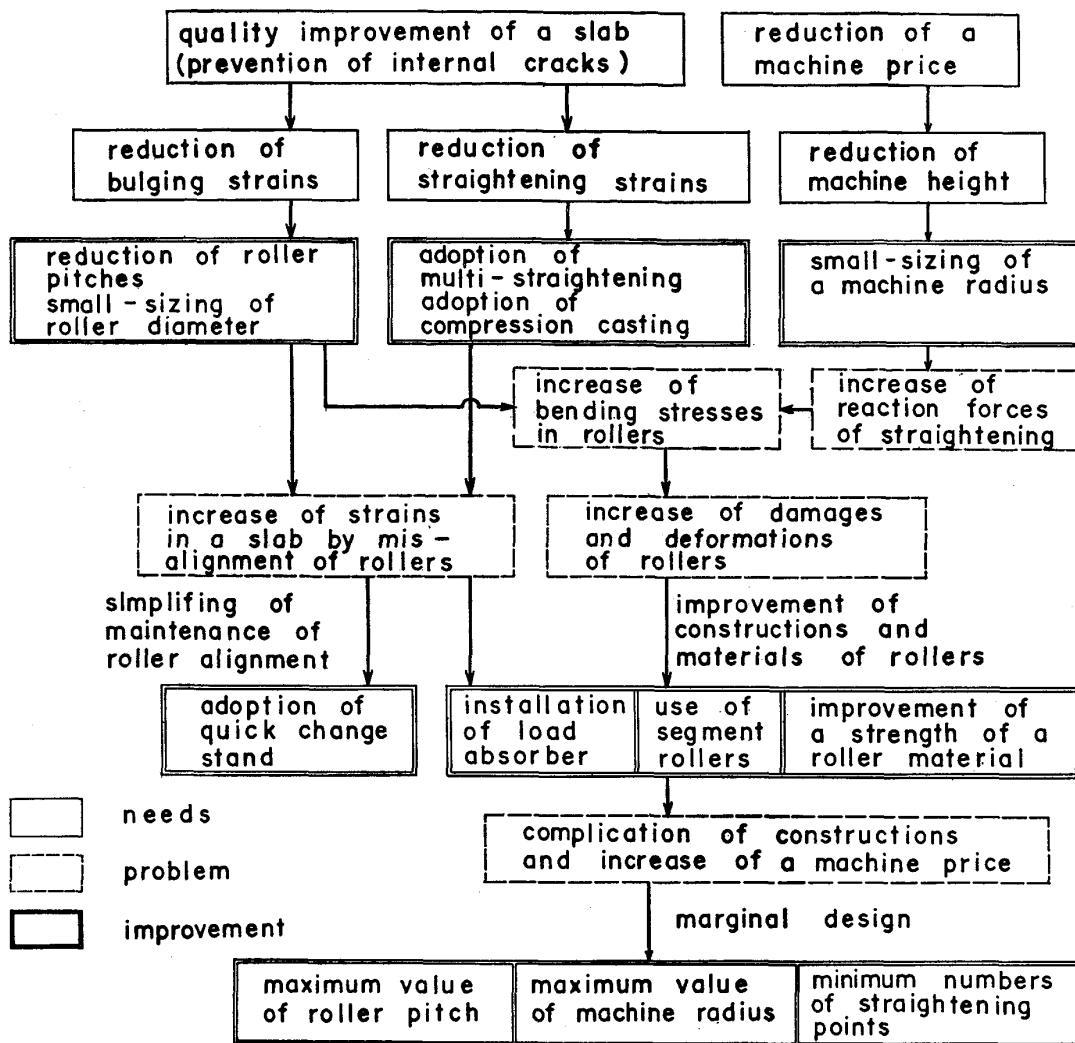 quality improvement of a slab
(prevention of internal cracks)
reduction of a
machine price
reduction of
bulging strains
reduction of
straightening strains
reduction of
machine height
reduction of roller
pitches
small-sizing of
roller diameter
adoption of
multi-straightening
adoption of
compression casting
small-sizing of
a machine radius
increase of
bending stresses
in rollers
increase of
reaction forces
of straightening
increase of strains
in a slab by mis-
alignment of rollers
increase of damages
and deformations
of rollers
simplifing of
maintenance of
roller alignment
improvement of
constructions and
materials of rollers
adoption of
quick change
stand
installation
of load
absorber
use of
segment
rollers
improvement of
a strength of a
roller material
needs
problem
improvement
complication of constructions
and increase of a machine price
marginal design
maximum value
of roller pitch
maximum value
of machine radius
minimum numbers
of straightening
points